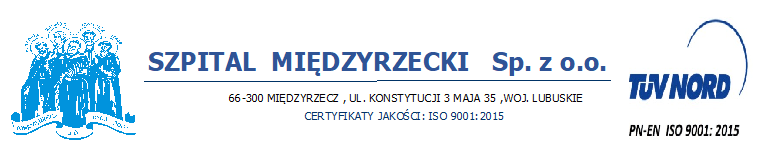 SZPITAL MIĘDZYRZECKI Sp. z o.o.
66-300 MIĘDZYRZECZ , UL. KONSTYTUCJI 3 MAJA 35 ,WOJ. LUBUSKIE
CERTYFIKATY JAKOŚCI: ISO 9001: 2015
TÜV NORD
PN-EN ISO 9001: 2015